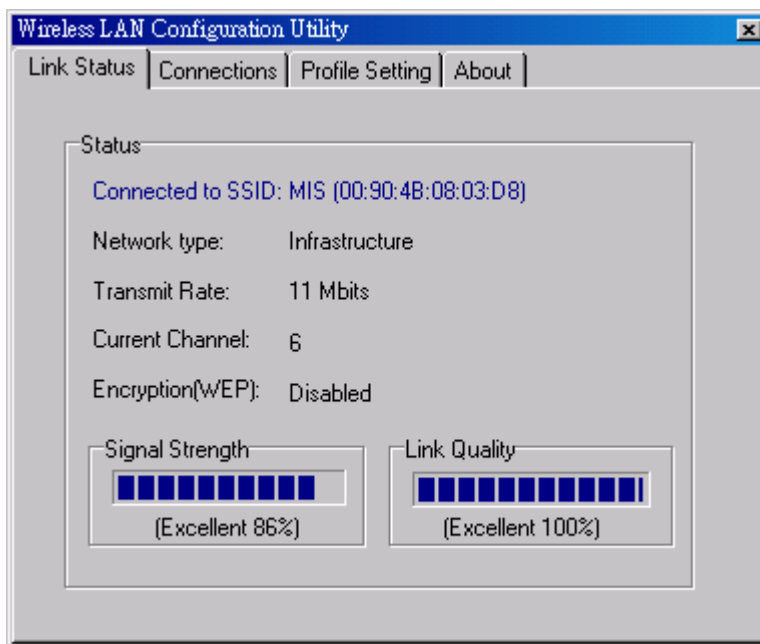 Wireless LAN Configuration Utility
Link Status Connections Profile Setting About
Status
Connected to SSID: MIS (00:90:4B:08:03:D8)
Network type: Infrastructure
Transmit Rate: 11 Mbits
Current Channel: 6
Encryption(WEP): Disabled
Signal Strength Link Quality
(Excellent 86%) (Excellent 100%)